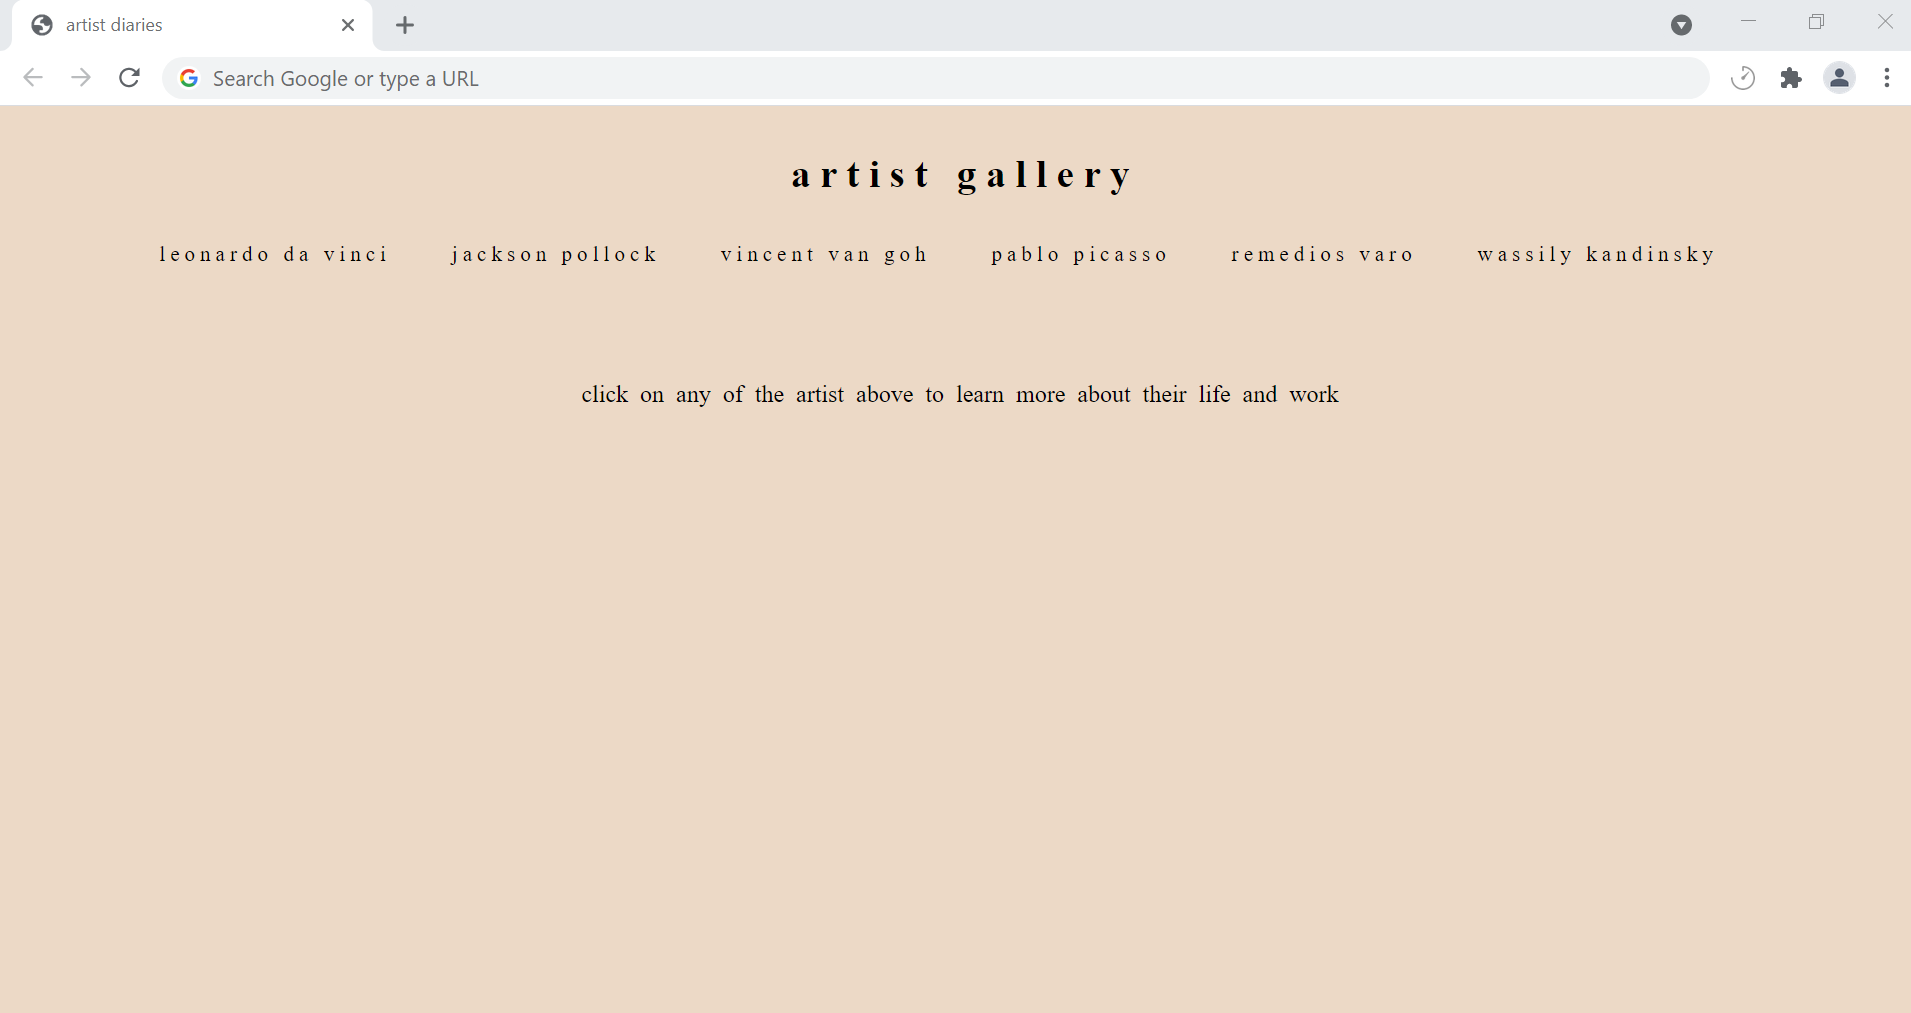 artist diaries
Search Google or type a URL
artist gallery
leonardo da vinci jackson pollock vincent van goh pablo picasso remedios varo wassily kandinsky
click on any of the artist above to learn more about their life and work